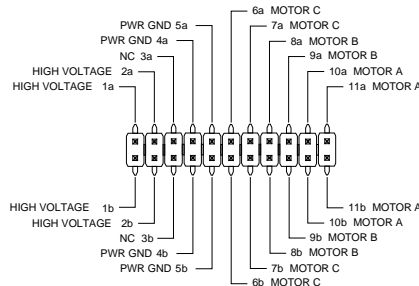 6a MOTOR C
PWR GND 5a
7a MOTOR C
PWR GND 4a
8a MOTOR B
NC 3a
9a MOTOR B
HIGH VOLTAGE 2a
10a MOTOR A
HIGH VOLTAGE 1a
11a MOTOR A
HIGH VOLTAGE 1b
11b MOTOR A
HIGH VOLTAGE 2b
10b MOTOR A
NC 3b
9b MOTOR B
PWR GND 4b
8b MOTOR B
PWR GND 5b
7b MOTOR C
6b MOTOR C